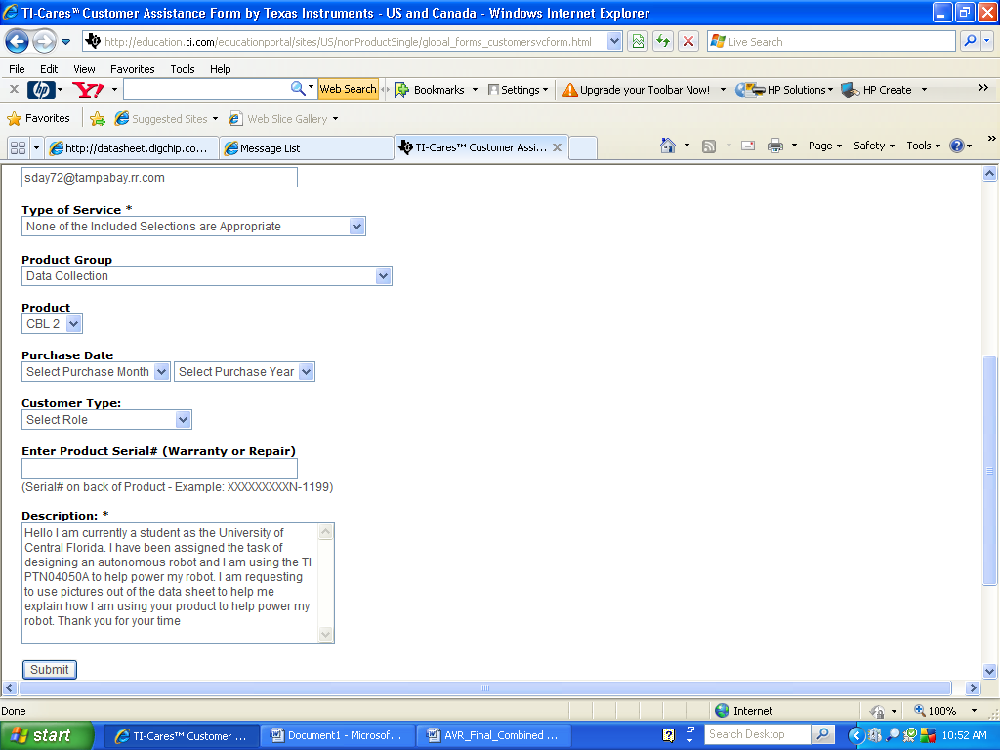 TI-Cares™ Customer Assistance Form by Texas Instruments - US and Canada - Windows Internet Explorer
http://education.ti.com/educationportal/sites/US/nonProductSingle/global_forms_customersvcform.html
Live Search
File Edit View Favorites Tools Help
hp Y! Web Search Bookmarks Settings Upgrade your Toolbar Now! HP Solutions HP Create »
Favorites Suggested Sites Web Slice Gallery
http://datasheet.digchip.co... Message List TI-Cares™ Customer Assi... Page Safety Tools »
sday72@tampabay.rr.com
Type of Service *
None of the Included Selections are Appropriate
Product Group
Data Collection
Product
CBL 2
Purchase Date
Select Purchase Month Select Purchase Year
Customer Type:
Select Role
Enter Product Serial# (Warranty or Repair)
(Serial# on back of Product - Example: XXXXXXXXXN-1199)
Description: *
Hello I am currently a student as the University of
Central Florida. I have been assigned the task of
designing an autonomous robot and I am using the TI
PTN04050A to help power my robot. I am requesting
to use pictures out of the data sheet to help me
explain how I am using your product to help power my
robot. Thank you for your time
Submit
Done Internet 100%
start TI-Cares™ Customer ... Document1 - Microsof... AVR_Final_Combined ... Search Desktop 10:52 AM